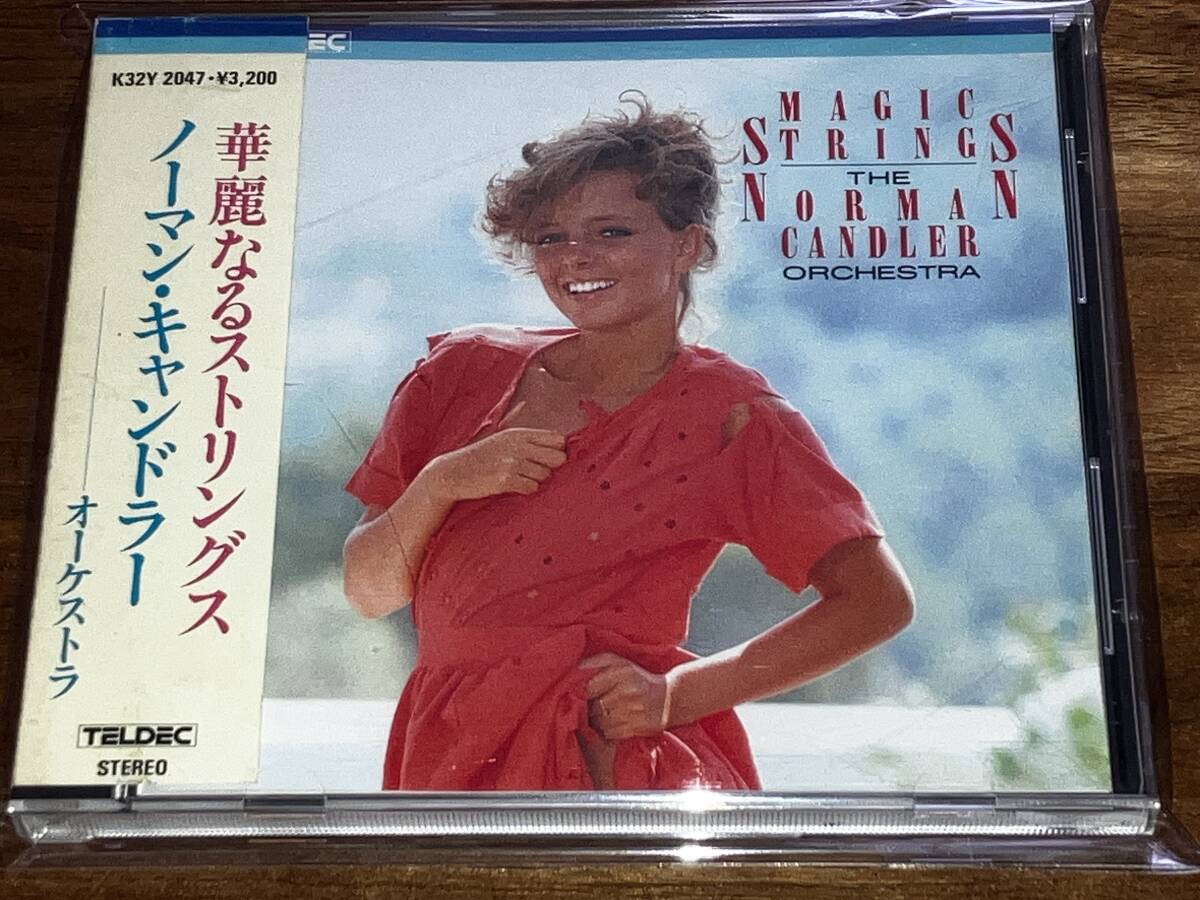 K32Y 2047・¥3,200
華麗なるストリングス
ノーマン・キャンドラー
オーケストラ
TELDEC
STEREO
EC
MAGIC
STRINGS
THE
NORMAN
CANDLER
ORCHESTRA